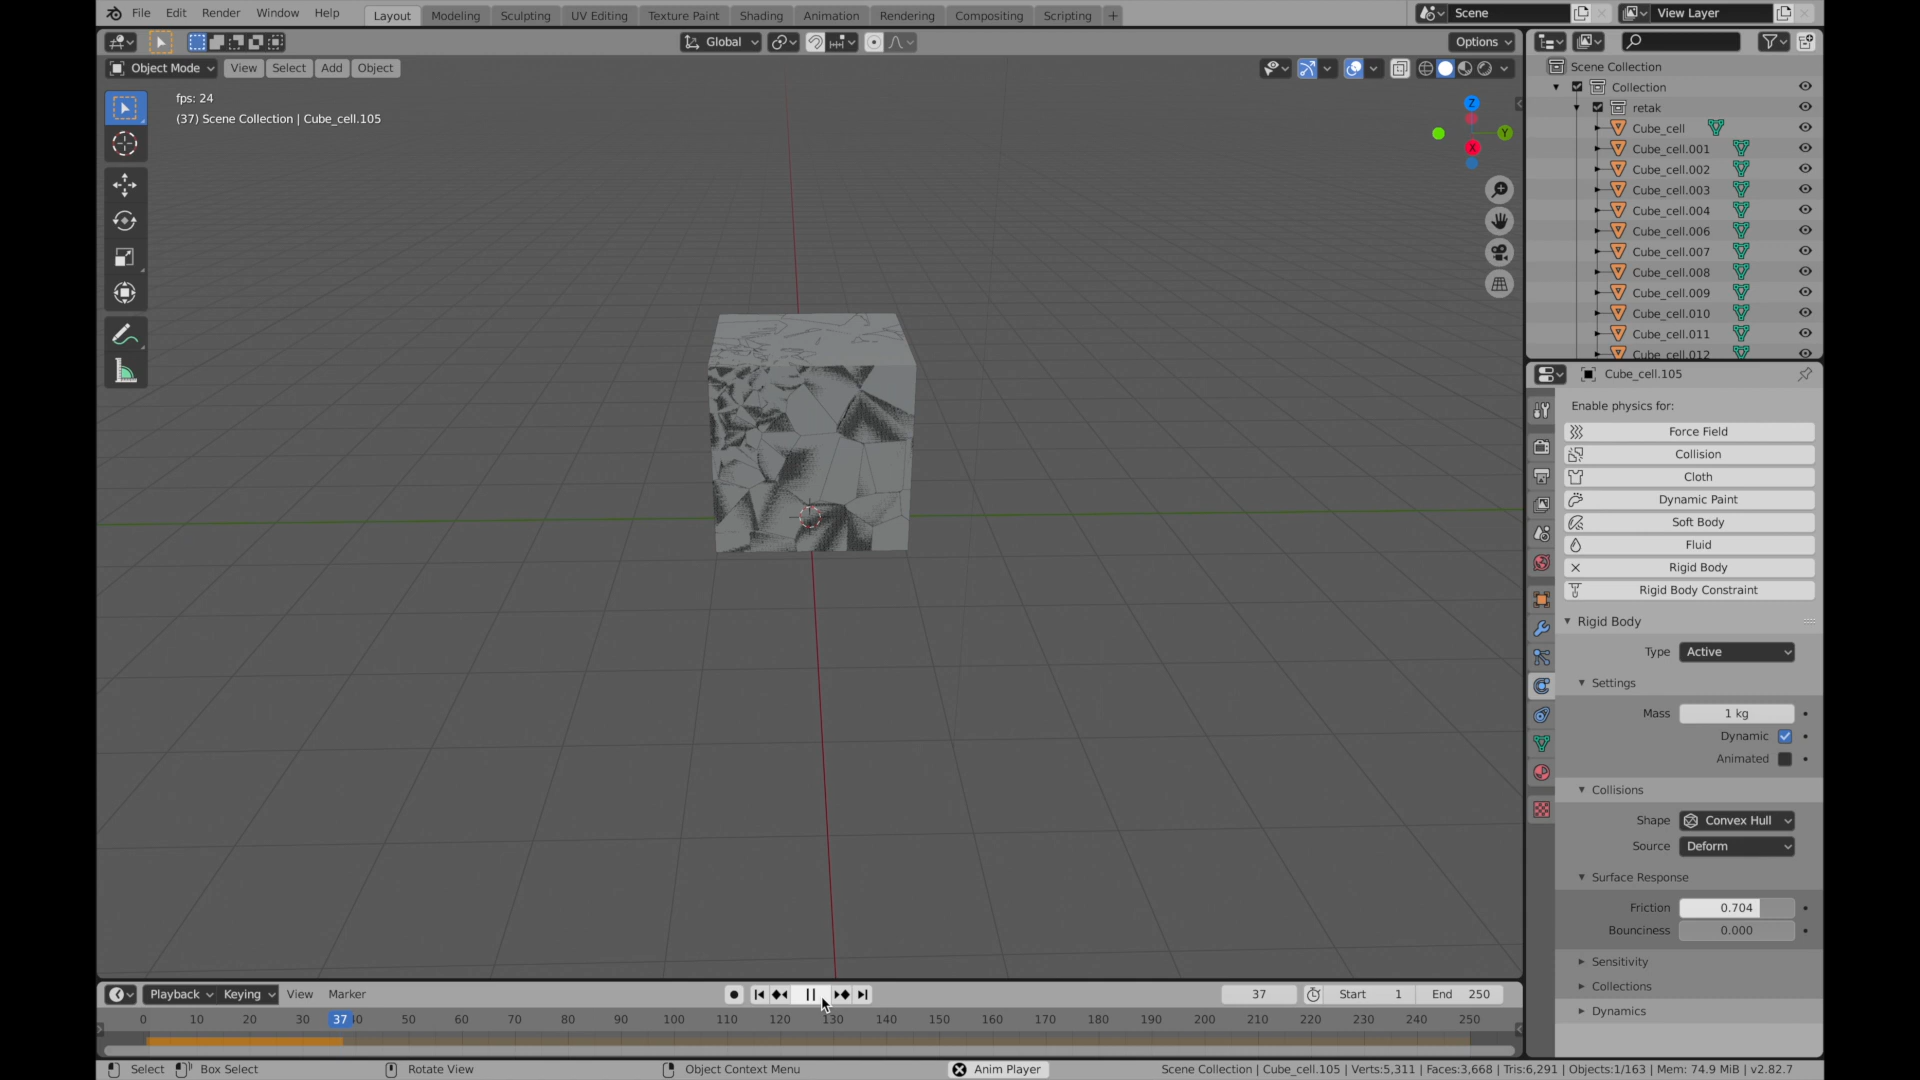 File Edit Render Window Help Layout Modeling Sculpting UV Editing Texture Paint Shading Animation Rendering Compositing Scripting + Scene View Layer
Global Options
Object Mode View Select Add Object
fps: 24
(37) Scene Collection | Cube_cell.105
Z
Y
X
Scene Collection
Collection
retak
Cube_cell
Cube_cell.001
Cube_cell.002
Cube_cell.003
Cube_cell.004
Cube_cell.006
Cube_cell.007
Cube_cell.008
Cube_cell.009
Cube_cell.010
Cube_cell.011
Cube_cell.012
Cube_cell.105
Enable physics for:
Force Field
Collision
Cloth
Dynamic Paint
Soft Body
Fluid
Rigid Body
Rigid Body Constraint
Rigid Body
Type Active
Settings
Mass 1 kg
Dynamic
Animated
Collisions
Shape Convex Hull
Source Deform
Surface Response
Friction 0.704
Bounciness 0.000
Sensitivity
Collections
Dynamics
Playback Keying View Marker 37 Start 1 End 250
0 10 20 30 37 40 50 60 70 80 90 100 110 120 130 140 150 160 170 180 190 200 210 220 230 240 250
Select Box Select Rotate View Object Context Menu Anim Player Scene Collection | Cube_cell.105 | Verts:5,311 | Faces:3,668 | Tris:6,291 | Objects:1/163 | Mem: 74.9 MiB | v2.82.7